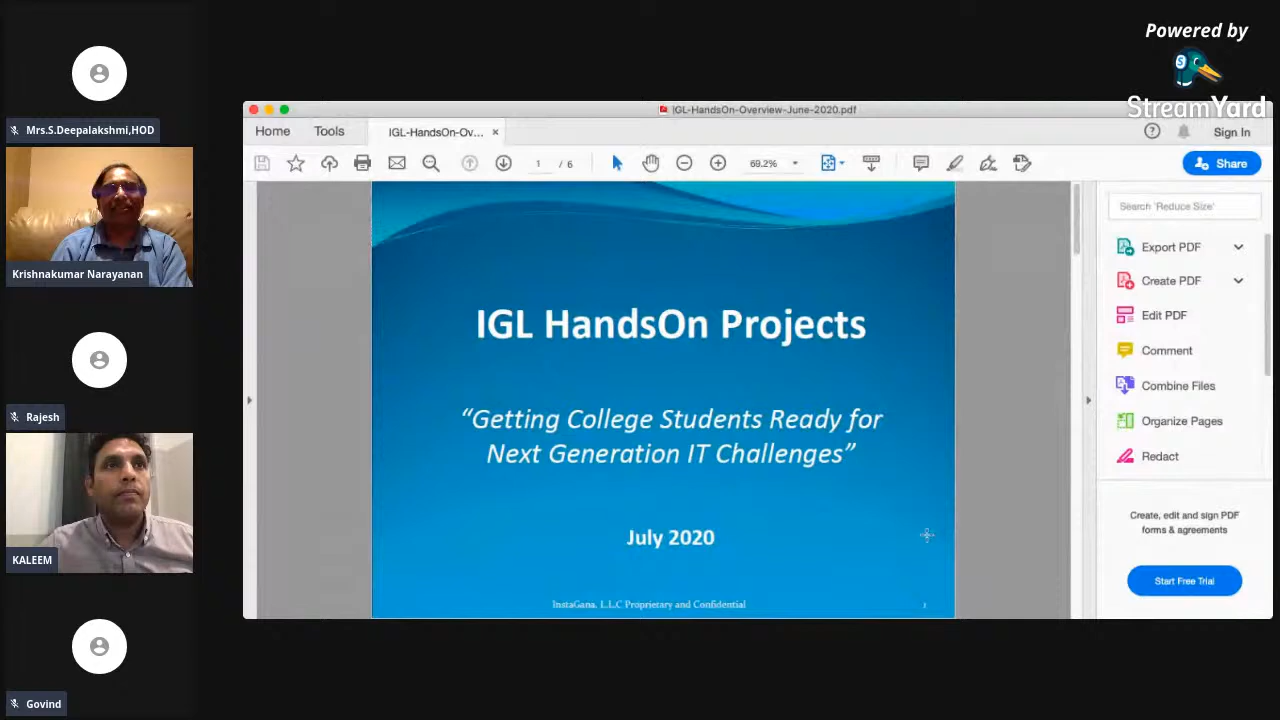 Powered by
StreamYard
Mrs.S.Deepalakshmi,HOD
Krishnakumar Narayanan
Rajesh
KALEEM
Govind
IGL-HandsOn-Overview-June-2020.pdf
Home
Tools
IGL-HandsOn-Ov...
×
Sign In
1 / 6
69.2%
Share
IGL HandsOn Projects
“Getting College Students Ready for
Next Generation IT Challenges”
July 2020
InstaGana, L.L.C Proprietary and Confidential
1
Search 'Reduce Size'
Export PDF
Create PDF
Edit PDF
Comment
Combine Files
Organize Pages
Redact
Create, edit and sign PDF
forms & agreements
Start Free Trial